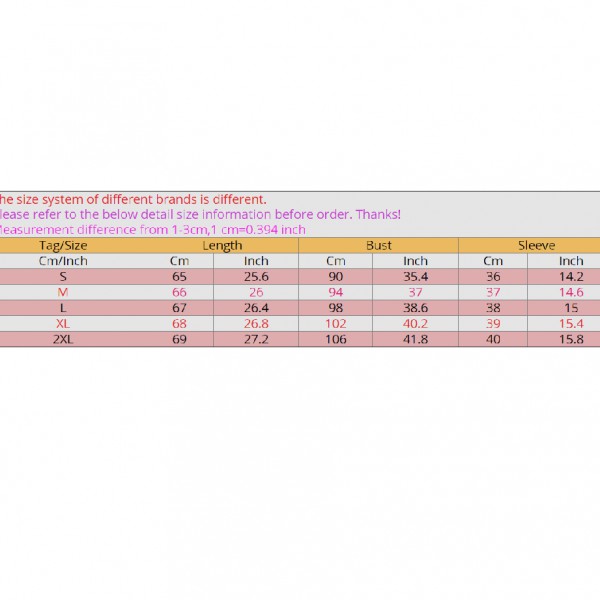 he size system of different brands is different.
lease refer to the below detail size information before order. Thanks!
Measurement difference from 1-3cm,1 cm=0.394 inch
Tag/Size Length Bust Sleeve
Cm/Inch Cm Inch Cm Inch Cm Inch
S 65 25.6 90 35.4 36 14.2
M 66 26 94 37 37 14.6
L 67 26.4 98 38.6 38 15
XL 68 26.8 102 40.2 39 15.4
2XL 69 27.2 106 41.8 40 15.8